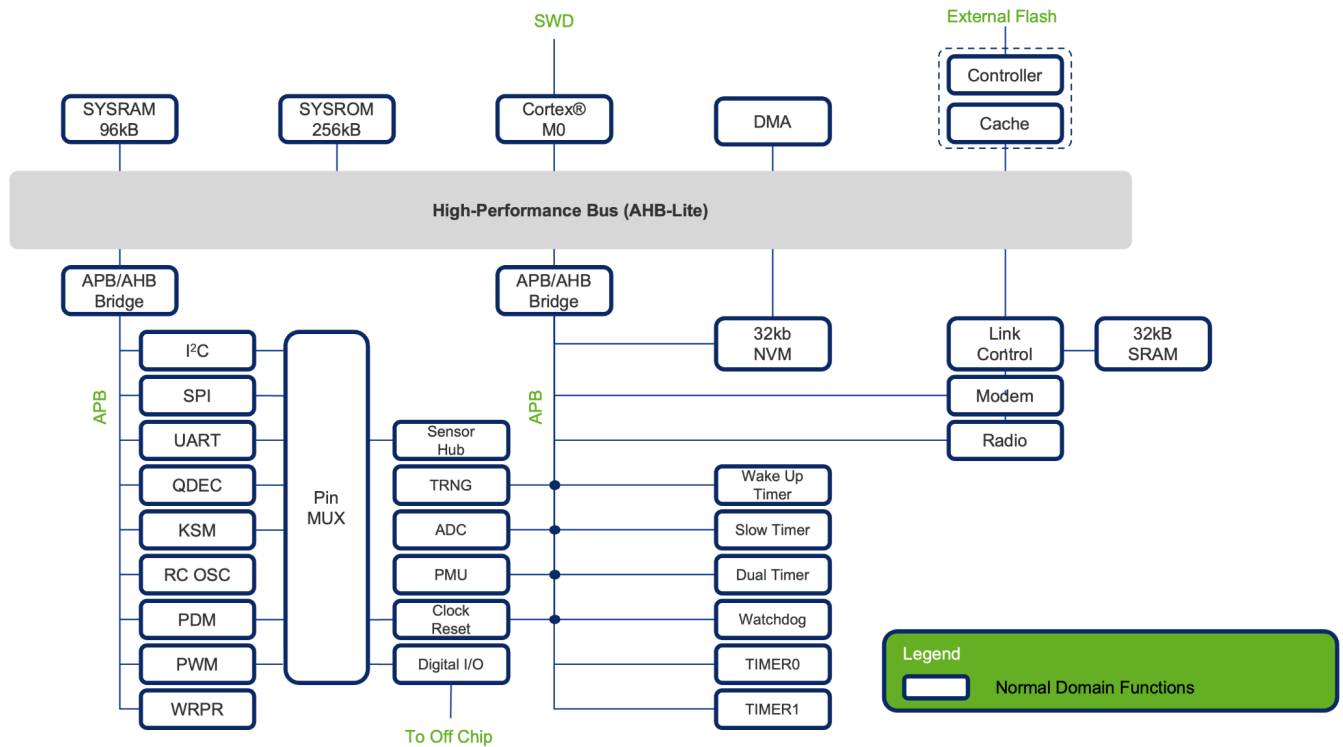 SWD
External Flash
SYSRAM
96kB
SYSROM
256kB
Cortex®
M0
DMA
Controller
Cache
High-Performance Bus (AHB-Lite)
APB/AHB
Bridge
APB/AHB
Bridge
APB
I²C
SPI
UART
QDEC
KSM
RC OSC
PDM
PWM
WRPR
Pin
MUX
Sensor
Hub
TRNG
ADC
PMU
Clock
Reset
Digital I/O
To Off Chip
APB
32kb
NVM
Link
Control
32kB
SRAM
Modem
Radio
Wake Up
Timer
Slow Timer
Dual Timer
Watchdog
TIMER0
TIMER1
Legend
Normal Domain Functions